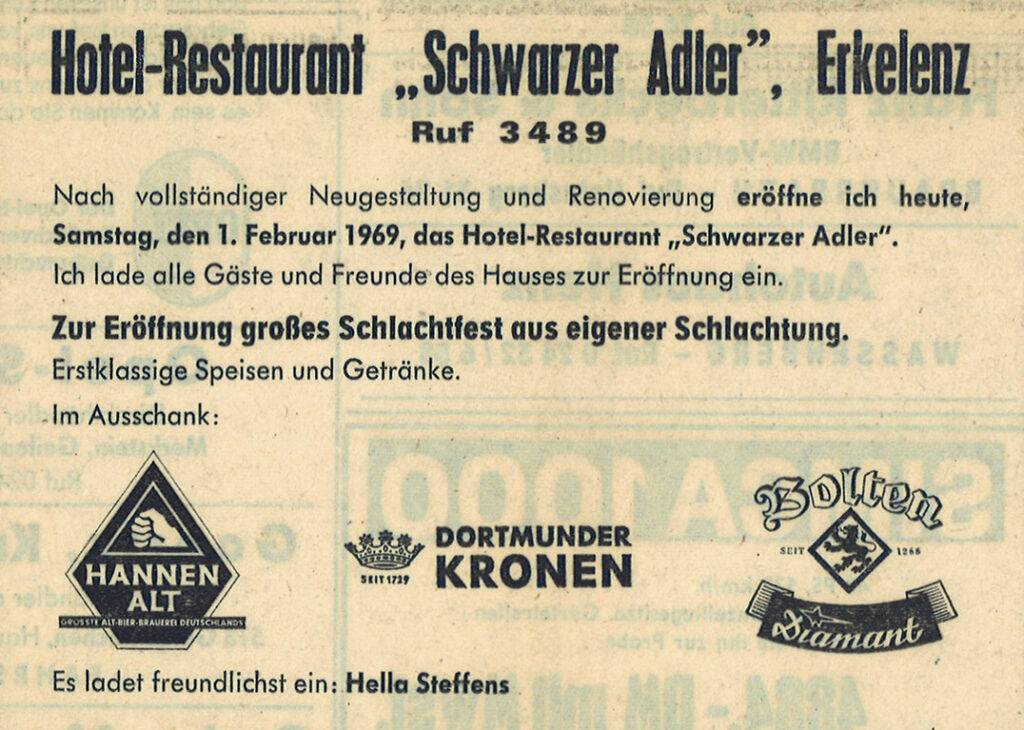 Hotel-Restaurant „Schwarzer Adler”, Erkelenz
Ruf 3489
Nach vollständiger Neugestaltung und Renovierung eröffne ich heute,
Samstag, den 1. Februar 1969, das Hotel-Restaurant „Schwarzer Adler”.
Ich lade alle Gäste und Freunde des Hauses zur Eröffnung ein.
Zur Eröffnung großes Schlachtfest aus eigener Schlachtung.
Erstklassige Speisen und Getränke.
Im Ausschank:
HANNEN
ALT
GRÖSSTE ALT-BIER-BRAUEREI DEUTSCHLANDS
DORTMUNDER
KRONEN
SEIT 1729
Bolten
SEIT 1266
Diamant
Es ladet freundlichst ein: Hella Steffens